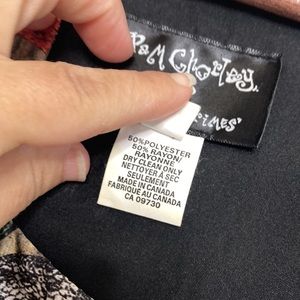 Pam Chorley.
50%POLYESTER
50% RAYON/
RAYONNE
DRY CLEAN ONLY
NETTOYER À SEC
SEULEMENT
MADE IN CANADA
FABRIQUÉ AU CANADA
CA 09730